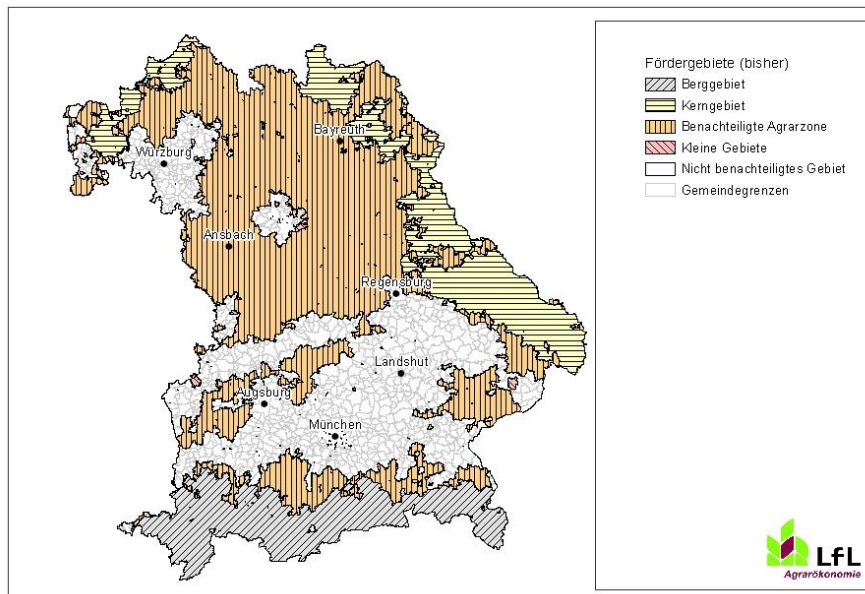 Fördergebiete (bisher)
Berggebiet
Kerngebiet
Benachteiligte Agrarzone
Kleine Gebiete
Nicht benachteiligtes Gebiet
Gemeindegrenzen
Bayreuth
Würzburg
Ansbach
Regensburg
Landshut
Augsburg
München
LfL
Agrarökonomie